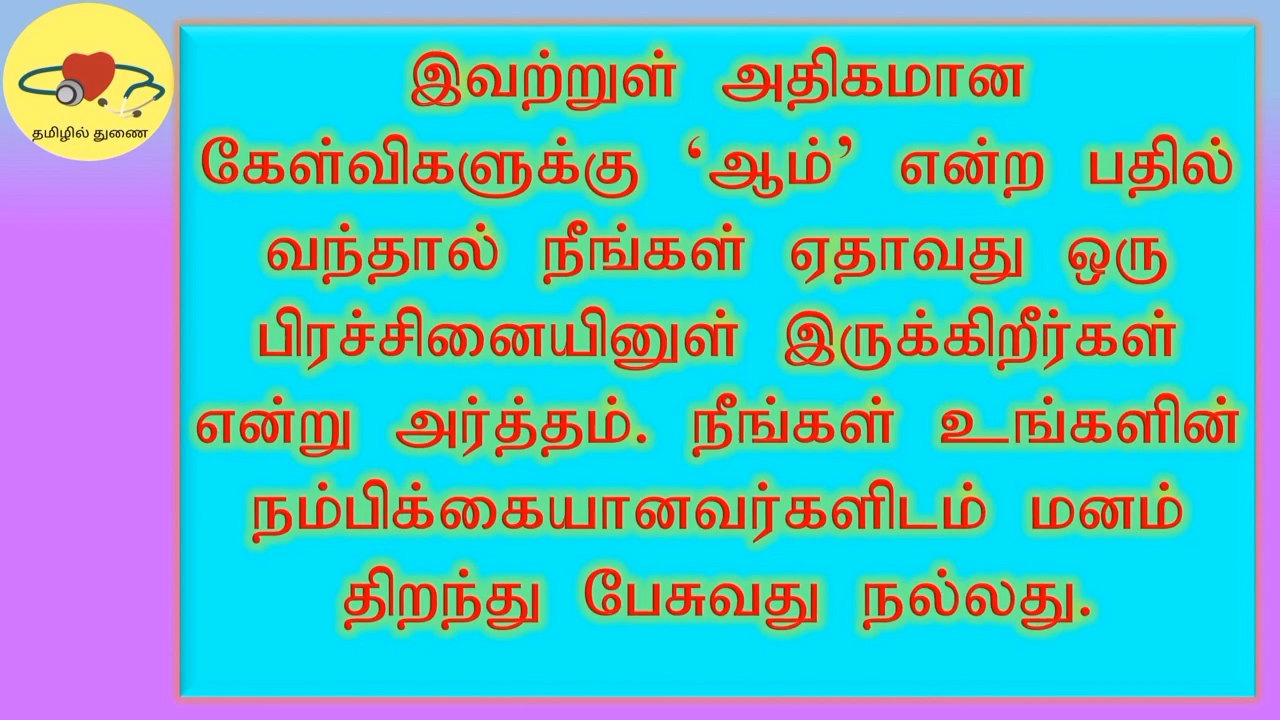 தமிழில் துணை
இவற்றுள் அதிகமான
கேள்விகளுக்கு ‘ஆம்’ என்ற பதில்
வந்தால் நீங்கள் ஏதாவது ஒரு
பிரச்சினையினுள் இருக்கிறீர்கள்
என்று அர்த்தம். நீங்கள் உங்களின்
நம்பிக்கையானவர்களிடம் மனம்
திறந்து பேசுவது நல்லது.